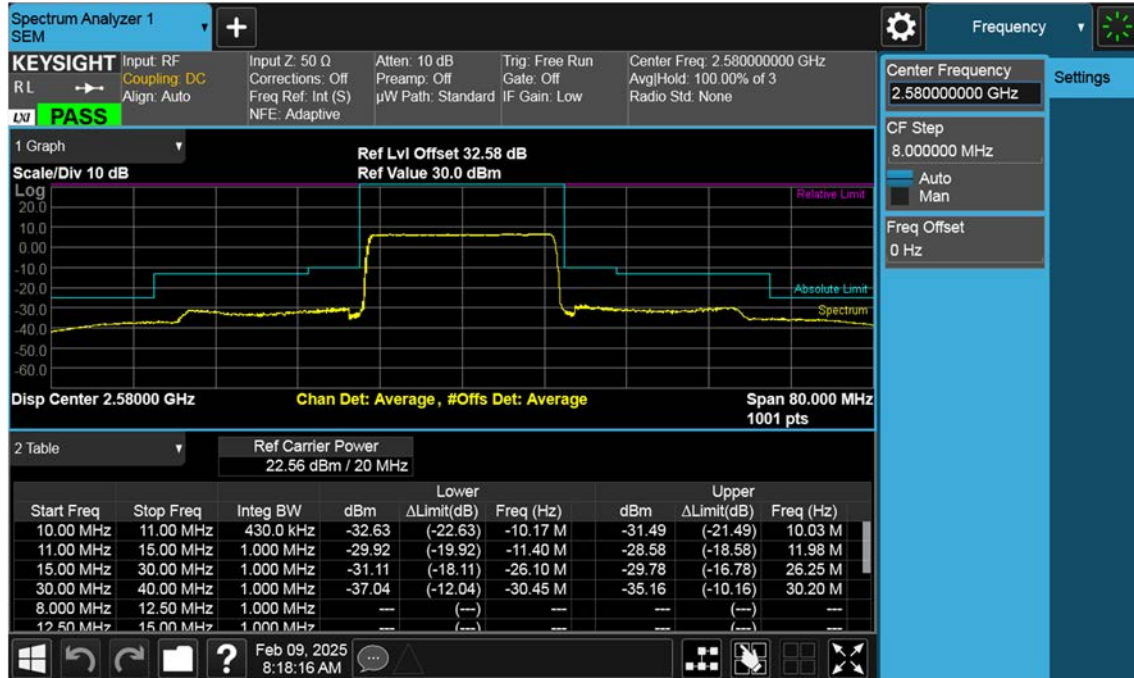 Spectrum Analyzer 1
SEM
+
Frequency
KEYSIGHT
R L
LXI PASS
Input: RF
Coupling: DC
Align: Auto
Input Z: 50 Ω
Corrections: Off
Freq Ref: Int (S)
NFE: Adaptive
Atten: 10 dB
Preamp: Off
µW Path: Standard
Trig: Free Run
Gate: Off
IF Gain: Low
Center Freq: 2.580000000 GHz
Avg|Hold: 100.00% of 3
Radio Std: None
Center Frequency
2.580000000 GHz
Settings
CF Step
8.000000 MHz
Auto
Man
Freq Offset
0 Hz
1 Graph
Scale/Div 10 dB
Ref Lvl Offset 32.58 dB
Ref Value 30.0 dBm
Log
20.0
10.0
0.00
-10.0
-20.0
-30.0
-40.0
-50.0
-60.0
Relative Limit
Absolute Limit
Spectrum
Disp Center 2.58000 GHz
Chan Det: Average , #Offs Det: Average
Span 80.000 MHz
1001 pts
2 Table
Ref Carrier Power
22.56 dBm / 20 MHz
Lower Upper
Start Freq Stop Freq Integ BW dBm ΔLimit(dB) Freq (Hz) dBm ΔLimit(dB) Freq (Hz)
10.00 MHz 11.00 MHz 430.0 kHz -32.63 (-22.63) -10.17 M -31.49 (-21.49) 10.03 M
11.00 MHz 15.00 MHz 1.000 MHz -29.92 (-19.92) -11.40 M -28.58 (-18.58) 11.98 M
15.00 MHz 30.00 MHz 1.000 MHz -31.11 (-18.11) -26.10 M -29.78 (-16.78) 26.25 M
30.00 MHz 40.00 MHz 1.000 MHz -37.04 (-12.04) -30.45 M -35.16 (-10.16) 30.20 M
8.000 MHz 12.50 MHz 1.000 MHz --- (---) --- --- (---) ---
12.50 MHz 15.00 MHz 1.000 MHz --- (---) --- --- (---) ---
?
Feb 09, 2025
8:18:16 AM